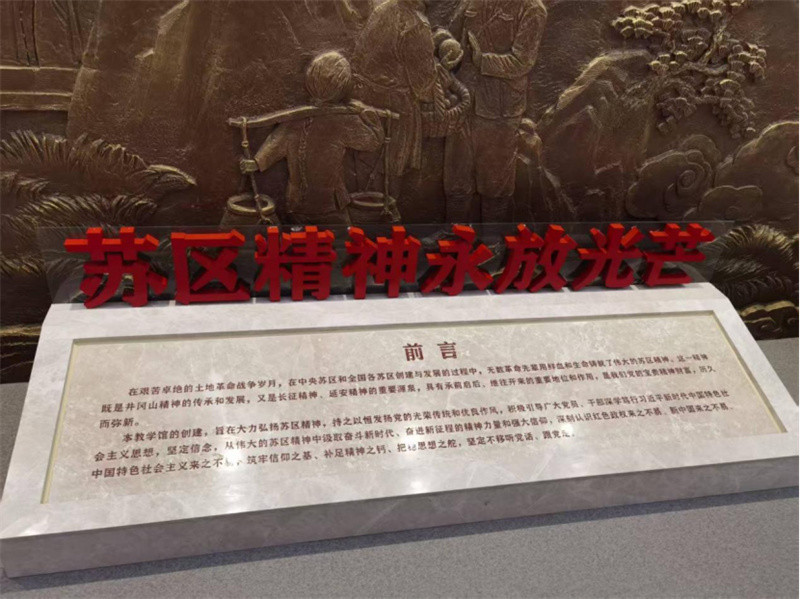 苏区精神永放光芒
前言
在艰苦卓绝的土地革命战争岁月，在中央苏区和全国各苏区创建与发展的过程中，无数革命先辈用鲜血和生命铸就了伟大的苏区精神。这一精神
既是井冈山精神的传承和发展，又是长征精神、延安精神的重要源泉，具有承前启后、继往开来的重要地位和作用，是我们党的宝贵精神财富，历久
而弥新。
本教学馆的创建，旨在大力弘扬苏区精神，持之以恒发扬党的光荣传统和优良作风，积极引导广大党员、干部深学笃行习近平新时代中国特色社
会主义思想，坚定信念，从伟大的苏区精神中汲取奋斗新时代、奋进新征程的精神力量和强大信仰，深刻认识红色政权来之不易、新中国来之不易、
中国特色社会主义来之不，筑牢信仰之基、补足精神之钙、把思想之舵，坚定不移听党话、跟党